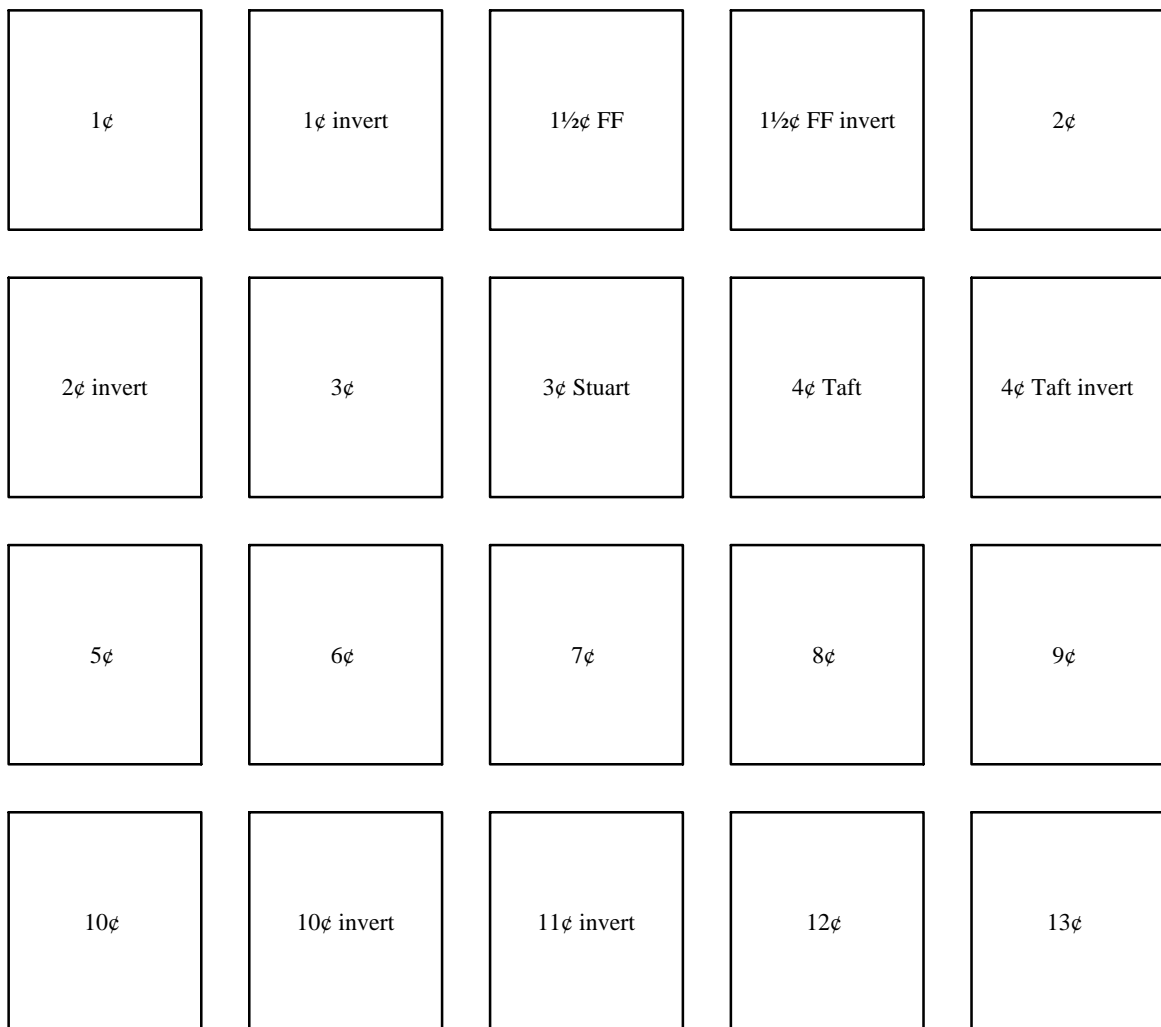 1¢
1¢ invert
1½¢ FF
1½¢ FF invert
2¢
2¢ invert
3¢
3¢ Stuart
4¢ Taft
4¢ Taft invert
5¢
6¢
7¢
8¢
9¢
10¢
10¢ invert
11¢ invert
12¢
13¢